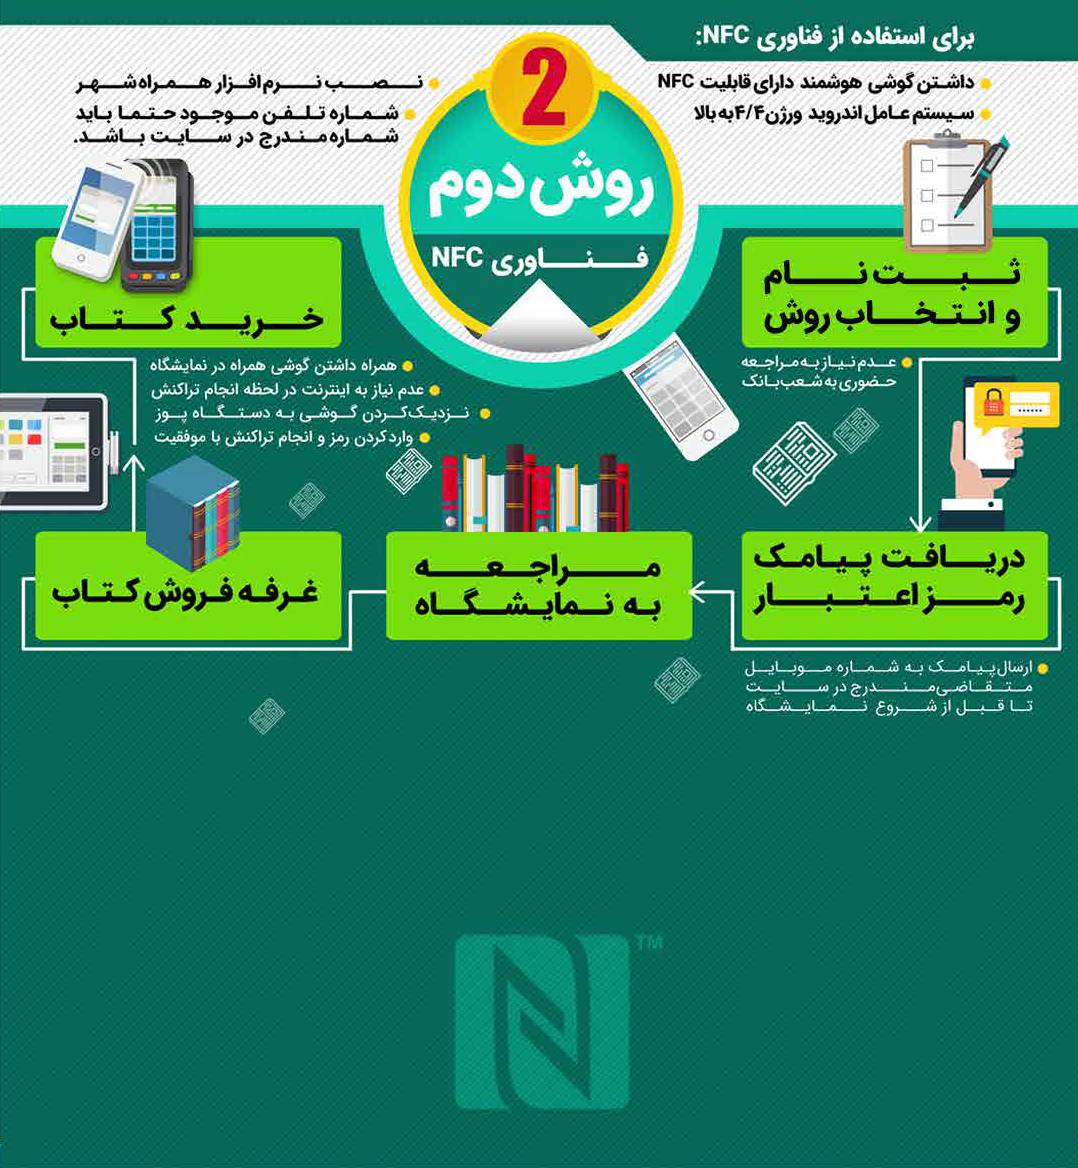 برای استفاده از فناوری NFC:
داشتن گوشی هوشمند دارای قابلیت NFC
سیستم عامل اندروید ورژن ۴/۴ به بالا
نصب نرم افزار همراه شهر
شماره تلفن موجود حتما باید
شماره مندرج در سایت باشد.
2
روش دوم
فناوری NFC
ثبت نام
و انتخاب روش
عدم نیاز به مراجعه
حضوری به شعب بانک
دریافت پیامک
رمز اعتبار
ارسال پیامک به شماره موبایل
متقاضی مندرج در سایت
تا قبل از شروع نمایشگاه
مراجعه
به نمایشگاه
غرفه فروش کتاب
خرید کتاب
همراه داشتن گوشی همراه در نمایشگاه
عدم نیاز به اینترنت در لحظه انجام تراکنش
نزدیک کردن گوشی به دستگاه پوز
وارد کردن رمز و انجام تراکنش با موفقیت
N
TM